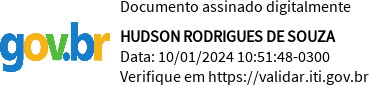 Documento assinado digitalmente
gov.br
HUDSON RODRIGUES DE SOUZA
Data: 10/01/2024 10:51:48-0300
Verifique em https://validar.iti.gov.br